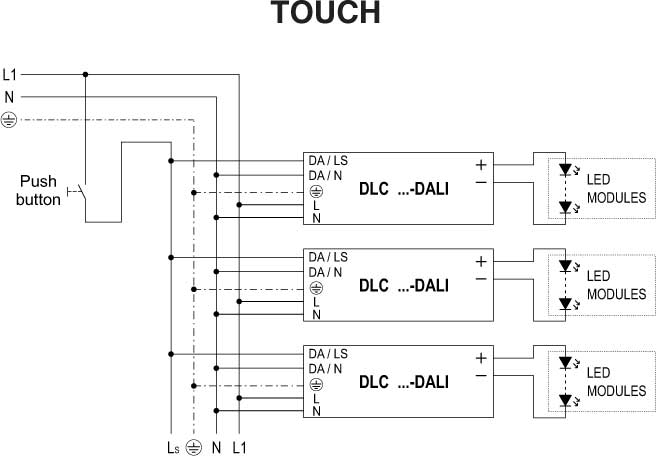 TOUCH
L1
N
Push
button
DA / LS
DA / N
L
N
DLC ...-DALI
+
−
LED
MODULES
DA / LS
DA / N
L
N
DLC ...-DALI
+
−
LED
MODULES
DA / LS
DA / N
L
N
DLC ...-DALI
+
−
LED
MODULES
LS N L1